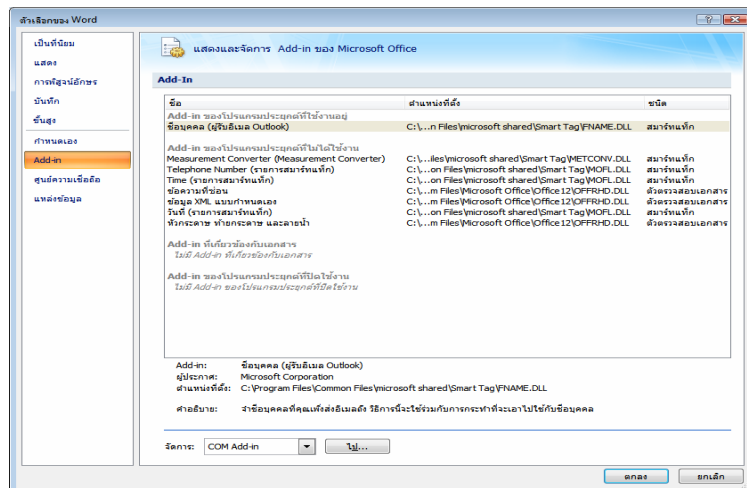 ตัวเลือกของ Word
เป็นที่นิยม
แสดง
การพิสูจน์อักษร
บันทึก
ขั้นสูง
กำหนดเอง
Add-in
ศูนย์ความเชื่อถือ
แหล่งข้อมูล
แสดงและจัดการ Add-in ของ Microsoft Office
Add-In
ชื่อ ตำแหน่งที่ตั้ง ชนิด
Add-in ของโปรแกรมประยุกต์ที่ใช้งานอยู่
ชื่อบุคคล (ผู้รับอีเมล Outlook) C:\...n Files\microsoft shared\Smart Tag\FNAME.DLL สมาร์ทแท็ก
Add-in ของโปรแกรมประยุกต์ที่ไม่ได้ใช้งาน
Measurement Converter (Measurement Converter) C:\...iles\microsoft shared\Smart Tag\METCONV.DLL สมาร์ทแท็ก
Telephone Number (รายการสมาร์ทแท็ก) C:\...on Files\microsoft shared\Smart Tag\MOFL.DLL สมาร์ทแท็ก
Time (รายการสมาร์ทแท็ก) C:\...on Files\microsoft shared\Smart Tag\MOFL.DLL สมาร์ทแท็ก
ข้อความที่ซ่อน C:\...m Files\Microsoft Office\Office12\OFFRHD.DLL ตัวตรวจสอบเอกสาร
ข้อมูล XML แบบกำหนดเอง C:\...m Files\Microsoft Office\Office12\OFFRHD.DLL ตัวตรวจสอบเอกสาร
วันที่ (รายการสมาร์ทแท็ก) C:\...on Files\microsoft shared\Smart Tag\MOFL.DLL สมาร์ทแท็ก
หัวกระดาษ ท้ายกระดาษ และลายน้ำ C:\...m Files\Microsoft Office\Office12\OFFRHD.DLL ตัวตรวจสอบเอกสาร
Add-in ที่เกี่ยวข้องกับเอกสาร
ไม่มี Add-in ที่เกี่ยวข้องกับเอกสาร
Add-in ของโปรแกรมประยุกต์ที่ปิดใช้งาน
ไม่มี Add-in ของโปรแกรมประยุกต์ที่ปิดใช้งาน
Add-in: ชื่อบุคคล (ผู้รับอีเมล Outlook)
ผู้ประกาศ: Microsoft Corporation
ตำแหน่งที่ตั้ง: C:\Program Files\Common Files\microsoft shared\Smart Tag\FNAME.DLL
คำอธิบาย: จำชื่อบุคคลที่คุณเพิ่งส่งอีเมลถึง วิธีการนี้จะใช้ร่วมกับการกระทำที่จะเอาไปใช้กับชื่อบุคคล
จัดการ: COM Add-in ไป...
ตกลง ยกเลิก